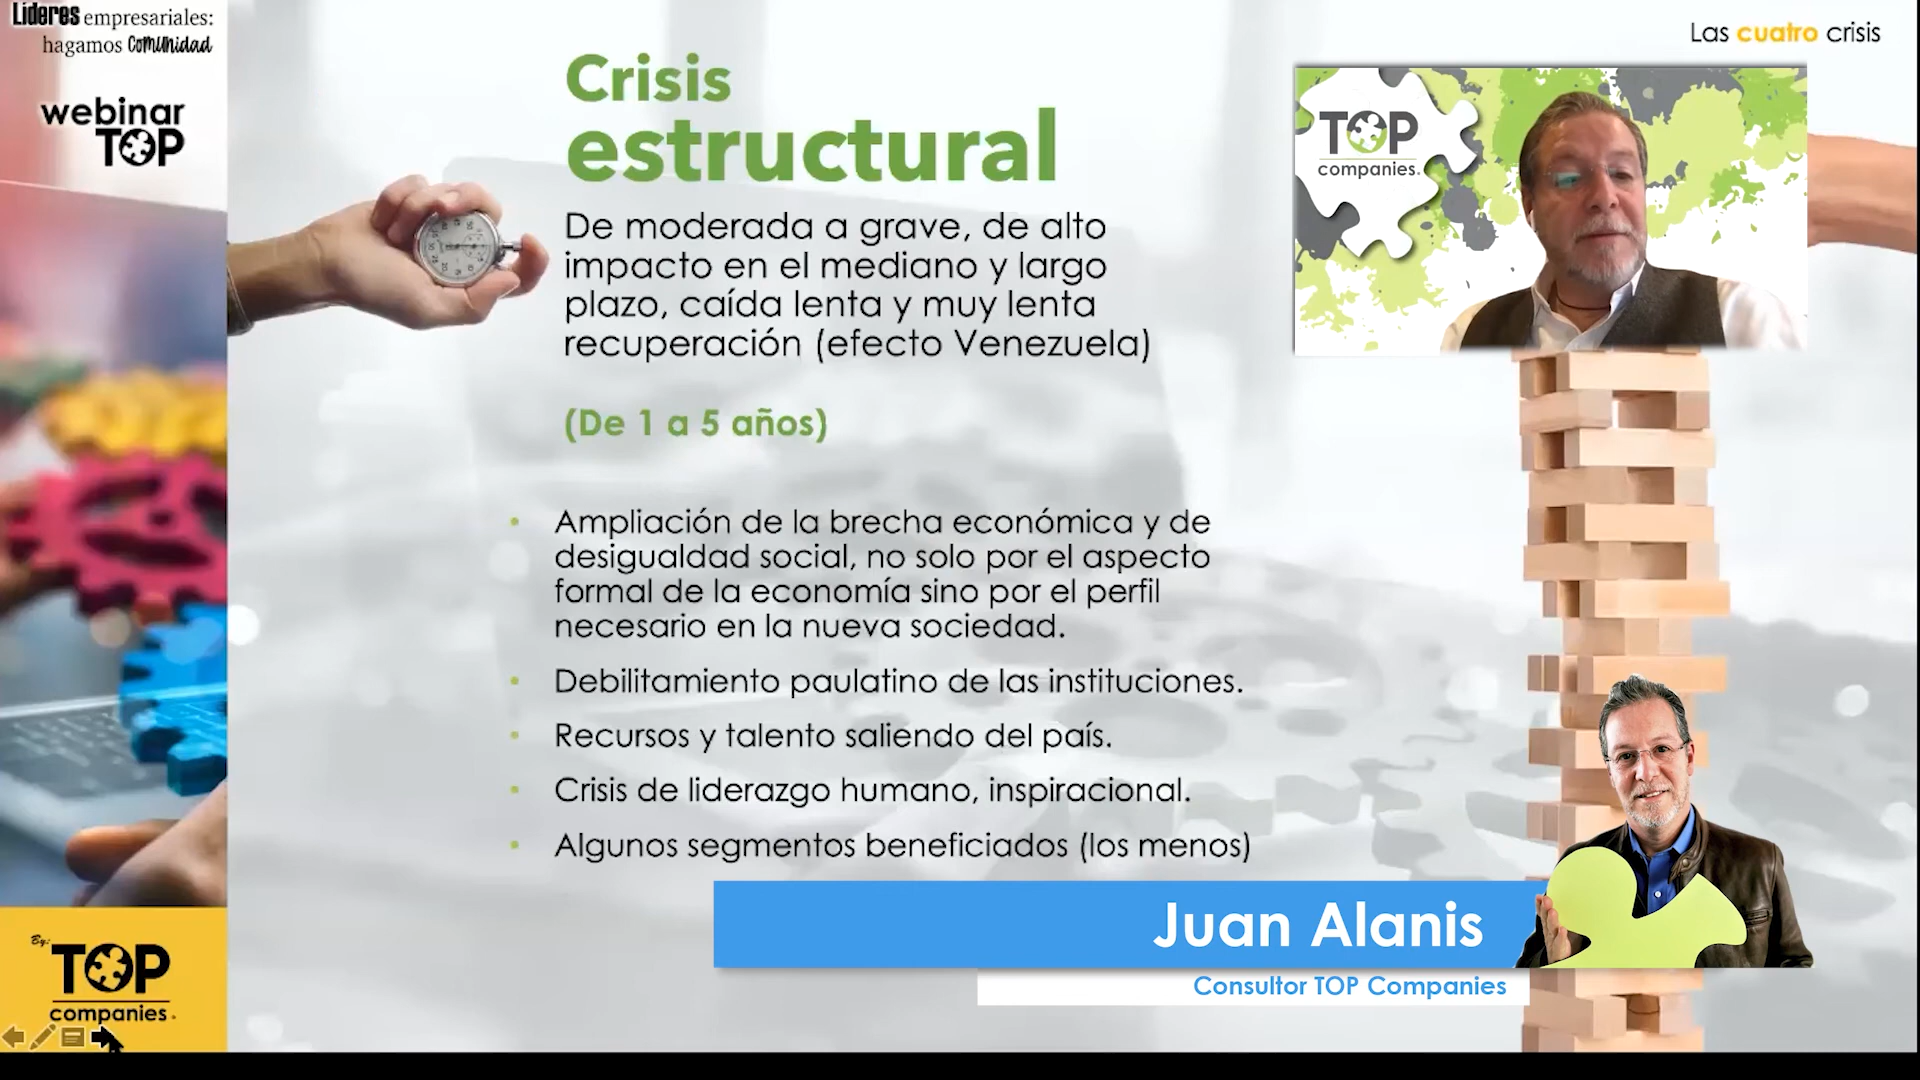 Líderes empresariales:
hagamos Comunidad
webinar
TOP
Las cuatro crisis
Crisis
estructural
De moderada a grave, de alto
impacto en el mediano y largo
plazo, caída lenta y muy lenta
recuperación (efecto Venezuela)
(De 1 a 5 años)
• Ampliación de la brecha económica y de
desigualdad social, no solo por el aspecto
formal de la economía sino por el perfil
necesario en la nueva sociedad.
• Debilitamiento paulatino de las instituciones.
• Recursos y talento saliendo del país.
• Crisis de liderazgo humano, inspiracional.
• Algunos segmentos beneficiados (los menos)
TOP
companies.
Juan Alanis
Consultor TOP Companies
By:
TOP
companies.